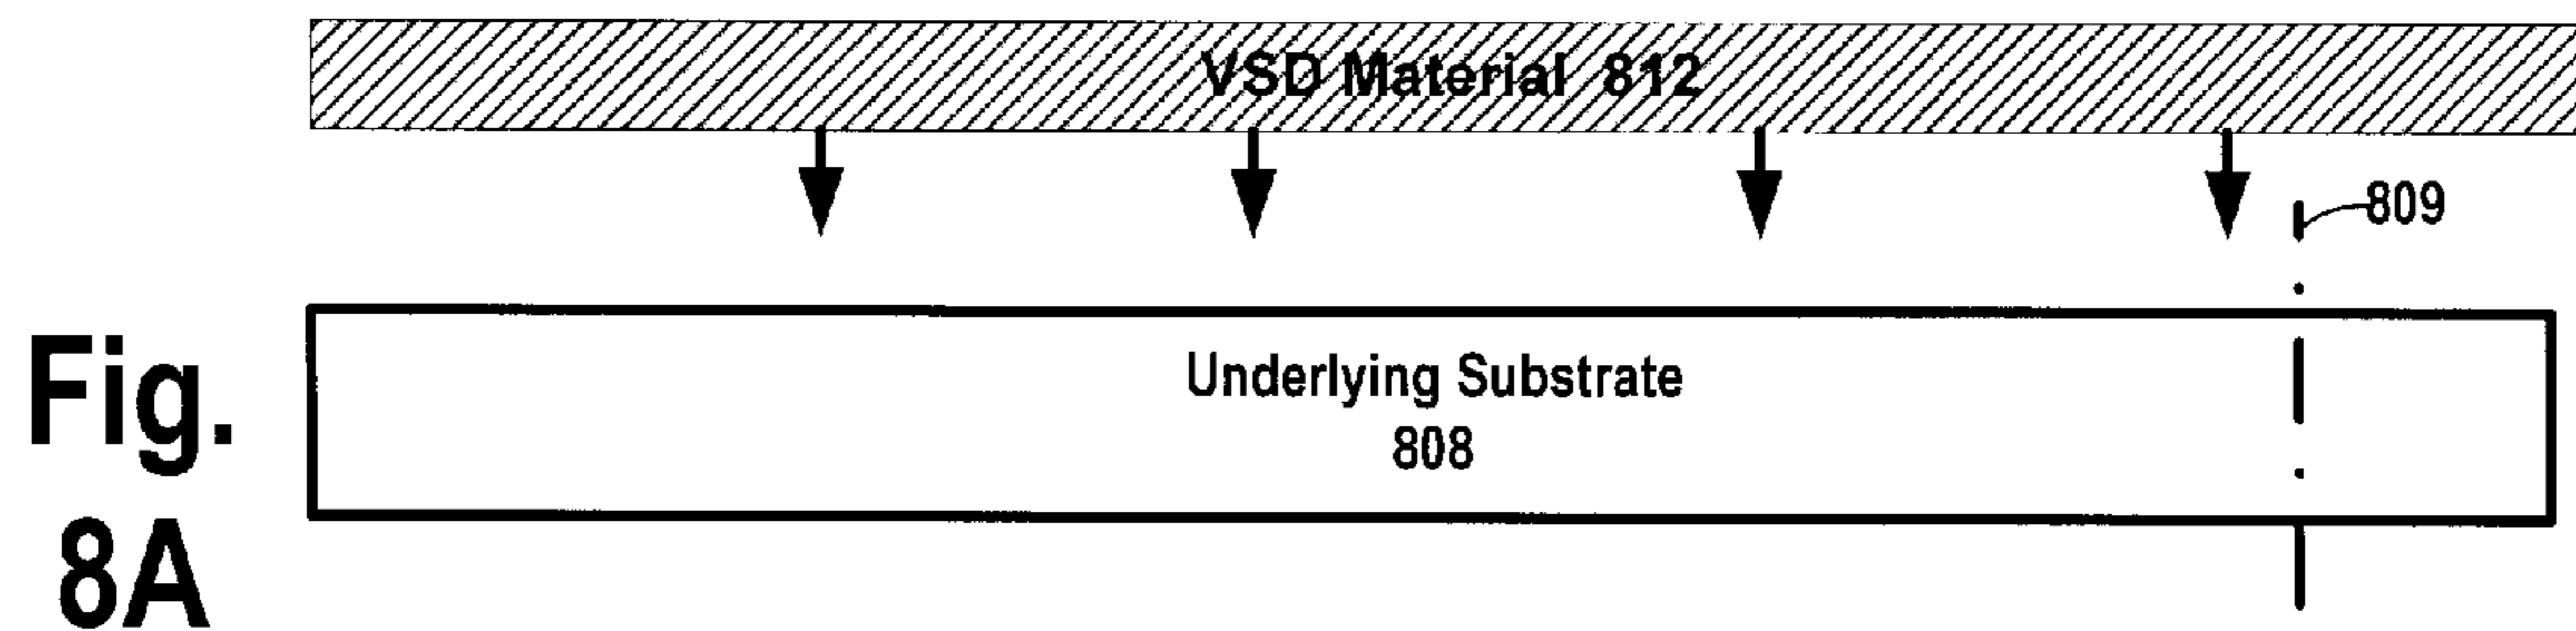 VSD Material 812
809
Underlying Substrate
808
Fig.
8A